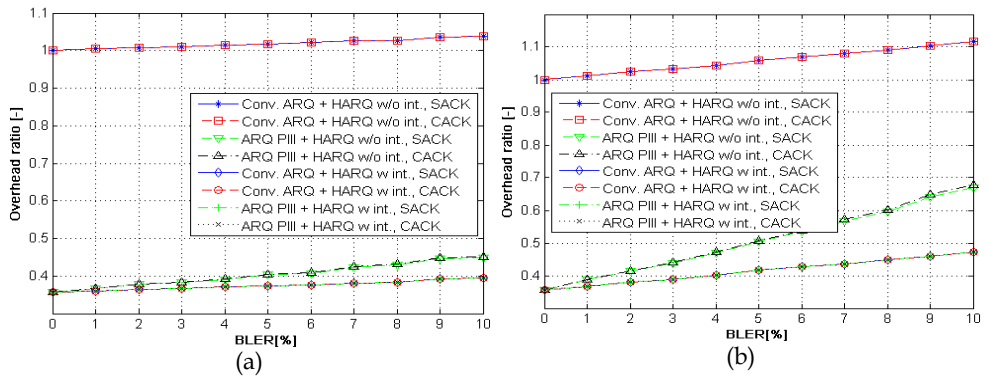 Overhead ratio [-]
1.1
1
0.9
0.8
0.7
0.6
0.5
0.4
Conv. ARQ + HARQ w/o int., SACK
Conv. ARQ + HARQ w/o int., CACK
ARQ PIII + HARQ w/o int., SACK
ARQ PIII + HARQ w/o int., CACK
Conv. ARQ + HARQ w int., SACK
Conv. ARQ + HARQ w int., CACK
ARQ PIII + HARQ w int., SACK
ARQ PIII + HARQ w int., CACK
0 1 2 3 4 5 6 7 8 9 10
BLER[%]
(a)
Overhead ratio [-]
1.1
1
0.9
0.8
0.7
0.6
0.5
0.4
Conv. ARQ + HARQ w/o int., SACK
Conv. ARQ + HARQ w/o int., CACK
ARQ PIII + HARQ w/o int., SACK
ARQ PIII + HARQ w/o int., CACK
Conv. ARQ + HARQ w int., SACK
Conv. ARQ + HARQ w int., CACK
ARQ PIII + HARQ w int., SACK
ARQ PIII + HARQ w int., CACK
0 1 2 3 4 5 6 7 8 9 10
BLER[%]
(b)